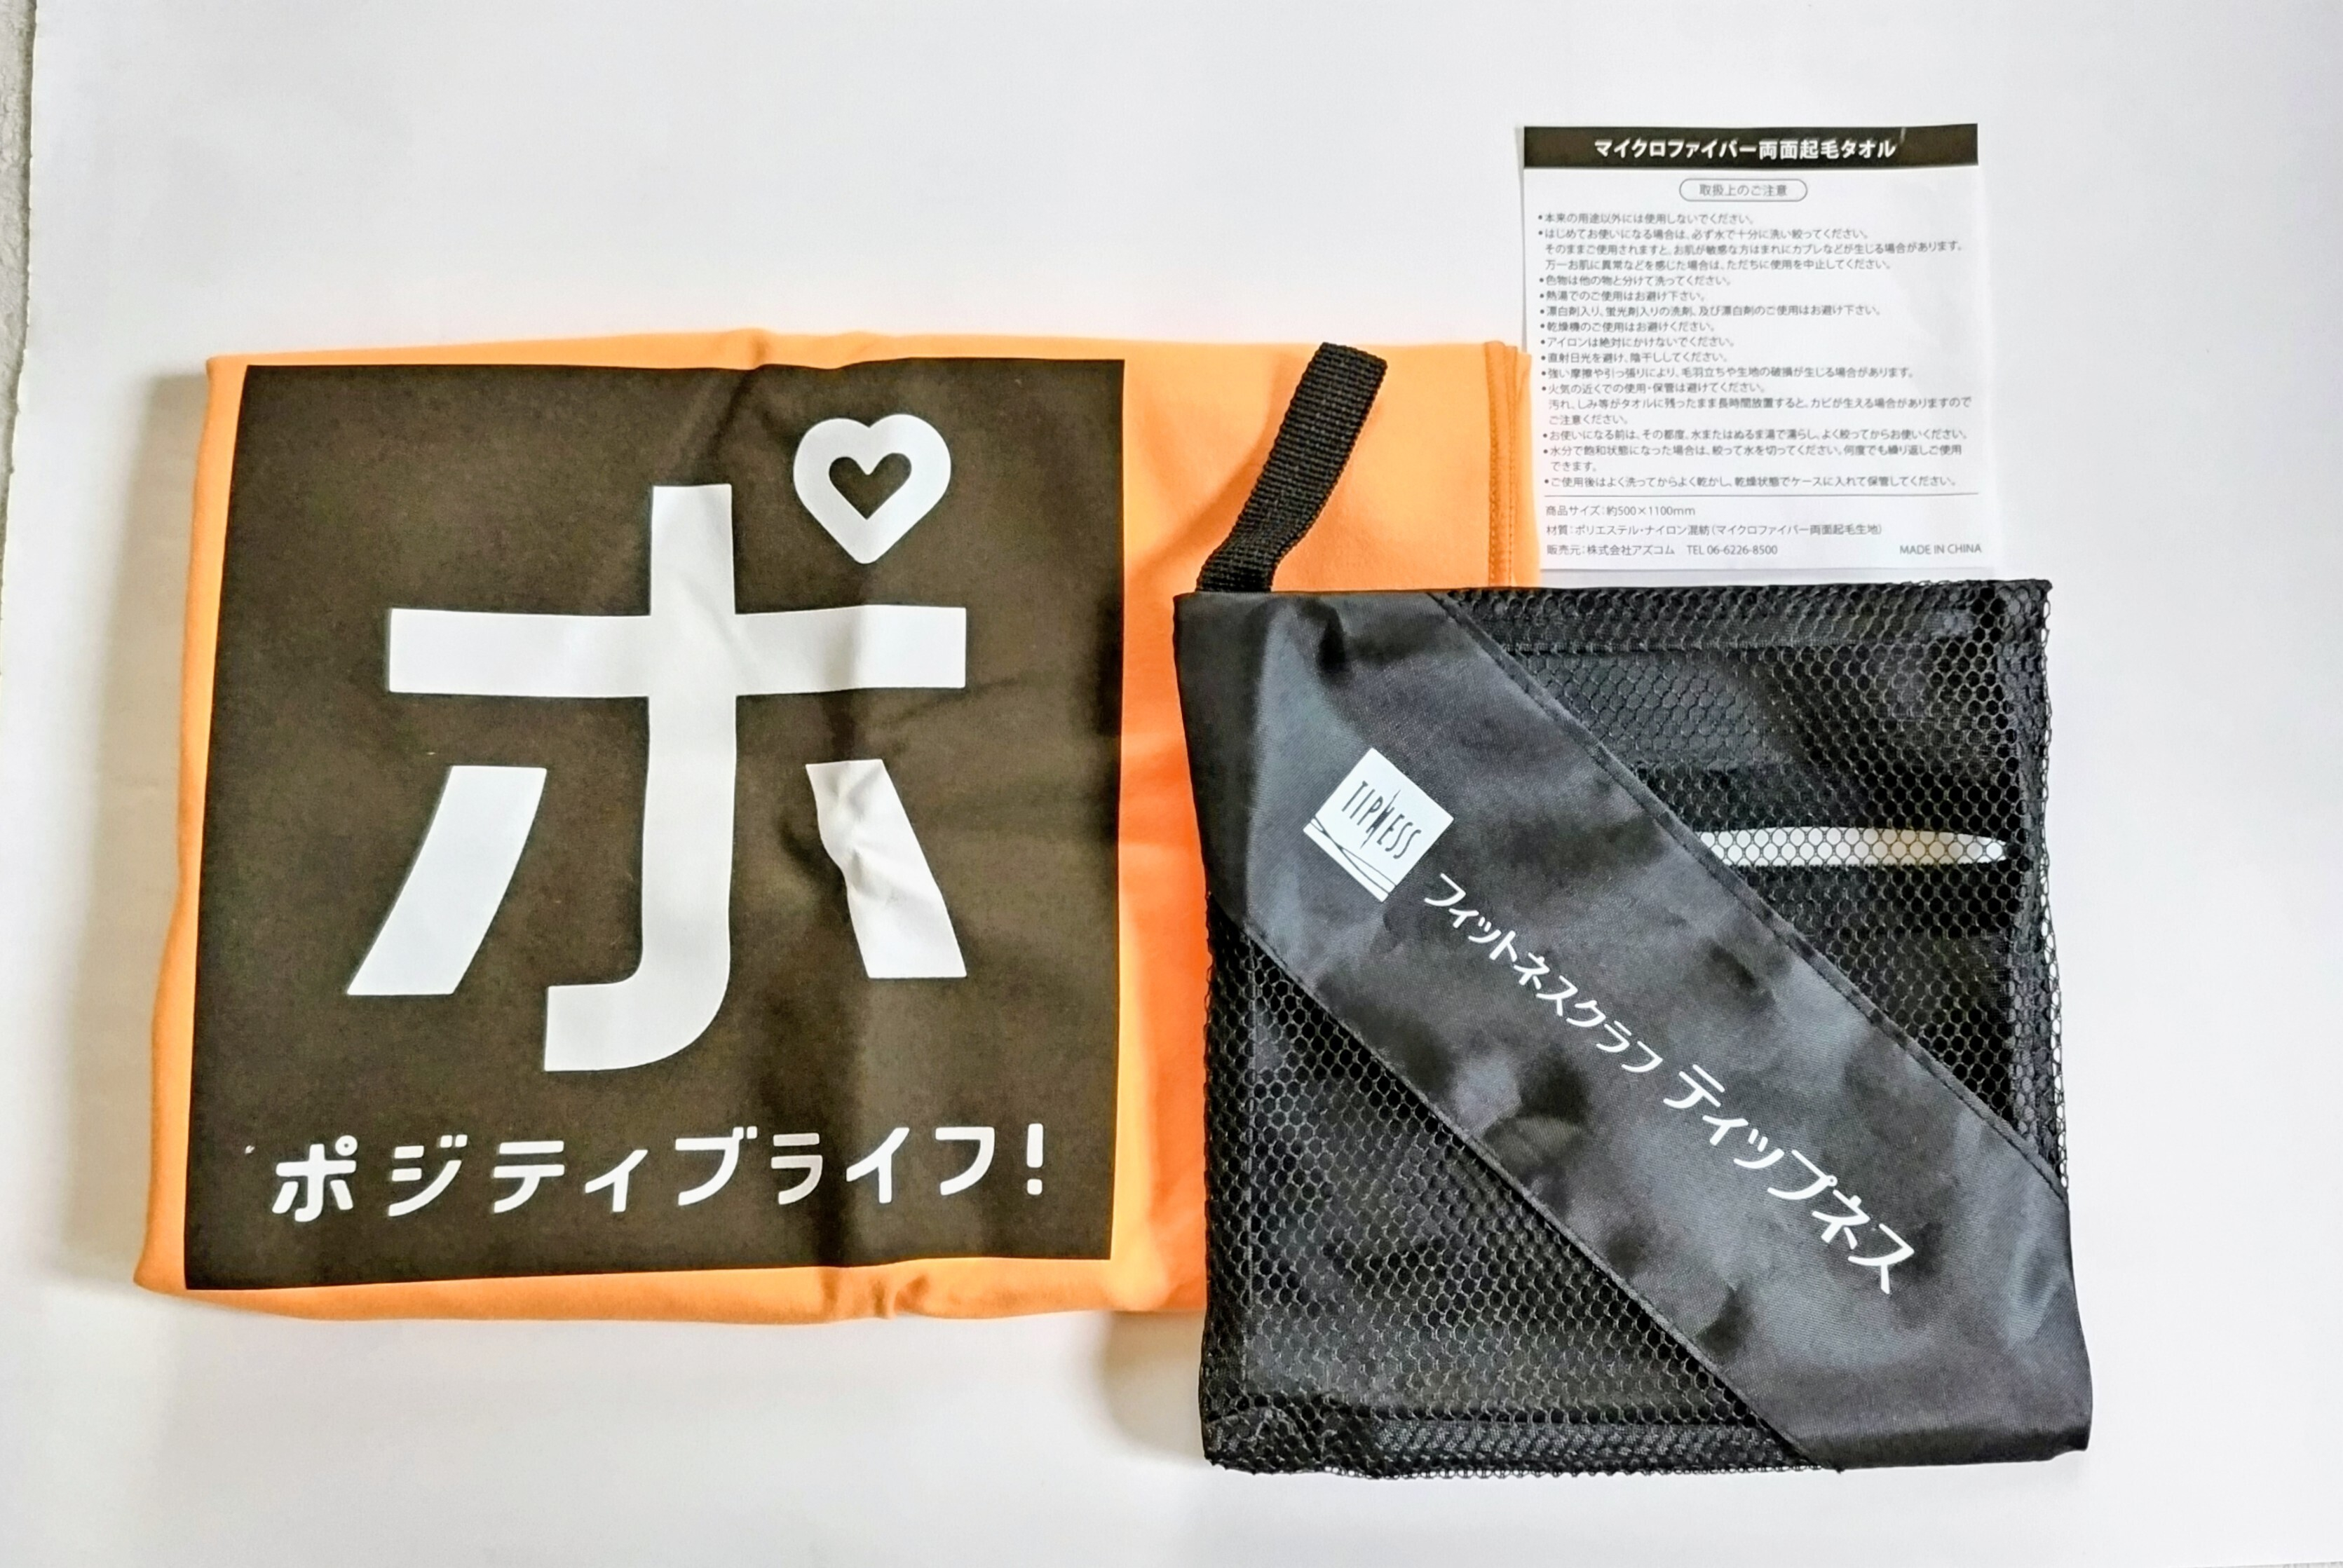 ポ
ポジティブライフ!
マイクロファイバー両面起毛タオル
取扱上のご注意
•本来の用途以外には使用しないでください。
•はじめてお使いになる場合は、必ず水で十分に洗い絞ってください。
そのままご使用されますと、お肌が敏感な方はまれにカブレなどが生じる場合があります。
万一お肌に異常などを感じた場合は、ただちに使用を中止してください。
•色物は他の物と分けて洗ってください。
•熱湯でのご使用はお避け下さい。
•漂白剤入り、蛍光剤入りの洗剤、及び漂白剤のご使用はお避け下さい。
•乾燥機のご使用はお避けください。
•アイロンは絶対にかけないでください。
•直射日光を避け、陰干ししてください。
•強い摩擦や引っ張りにより、毛羽立ちや生地の破損が生じる場合があります。
•火気の近くでの使用・保管は避けてください。
汚れ、しみ等がタオルに残ったまま長時間放置すると、カビが生える場合がありますので
ご注意ください。
•お使いになる前は、その都度、水またはぬるま湯で濡らし、よく絞ってからお使いください。
•水分で飽和状態になった場合は、絞って水を切ってください。何度でも繰り返しご使用
できます。
•ご使用後はよく洗ってからよく乾かし、乾燥状態でケースに入れて保管してください。
商品サイズ：約500×1100mm
材質：ポリエステル・ナイロン混紡（マイクロファイバー両面起毛生地）
販売元：株式会社アズコム　TEL 06-6226-8500　MADE IN CHINA
TIPNESS
フィットネスクラブ ティップネス